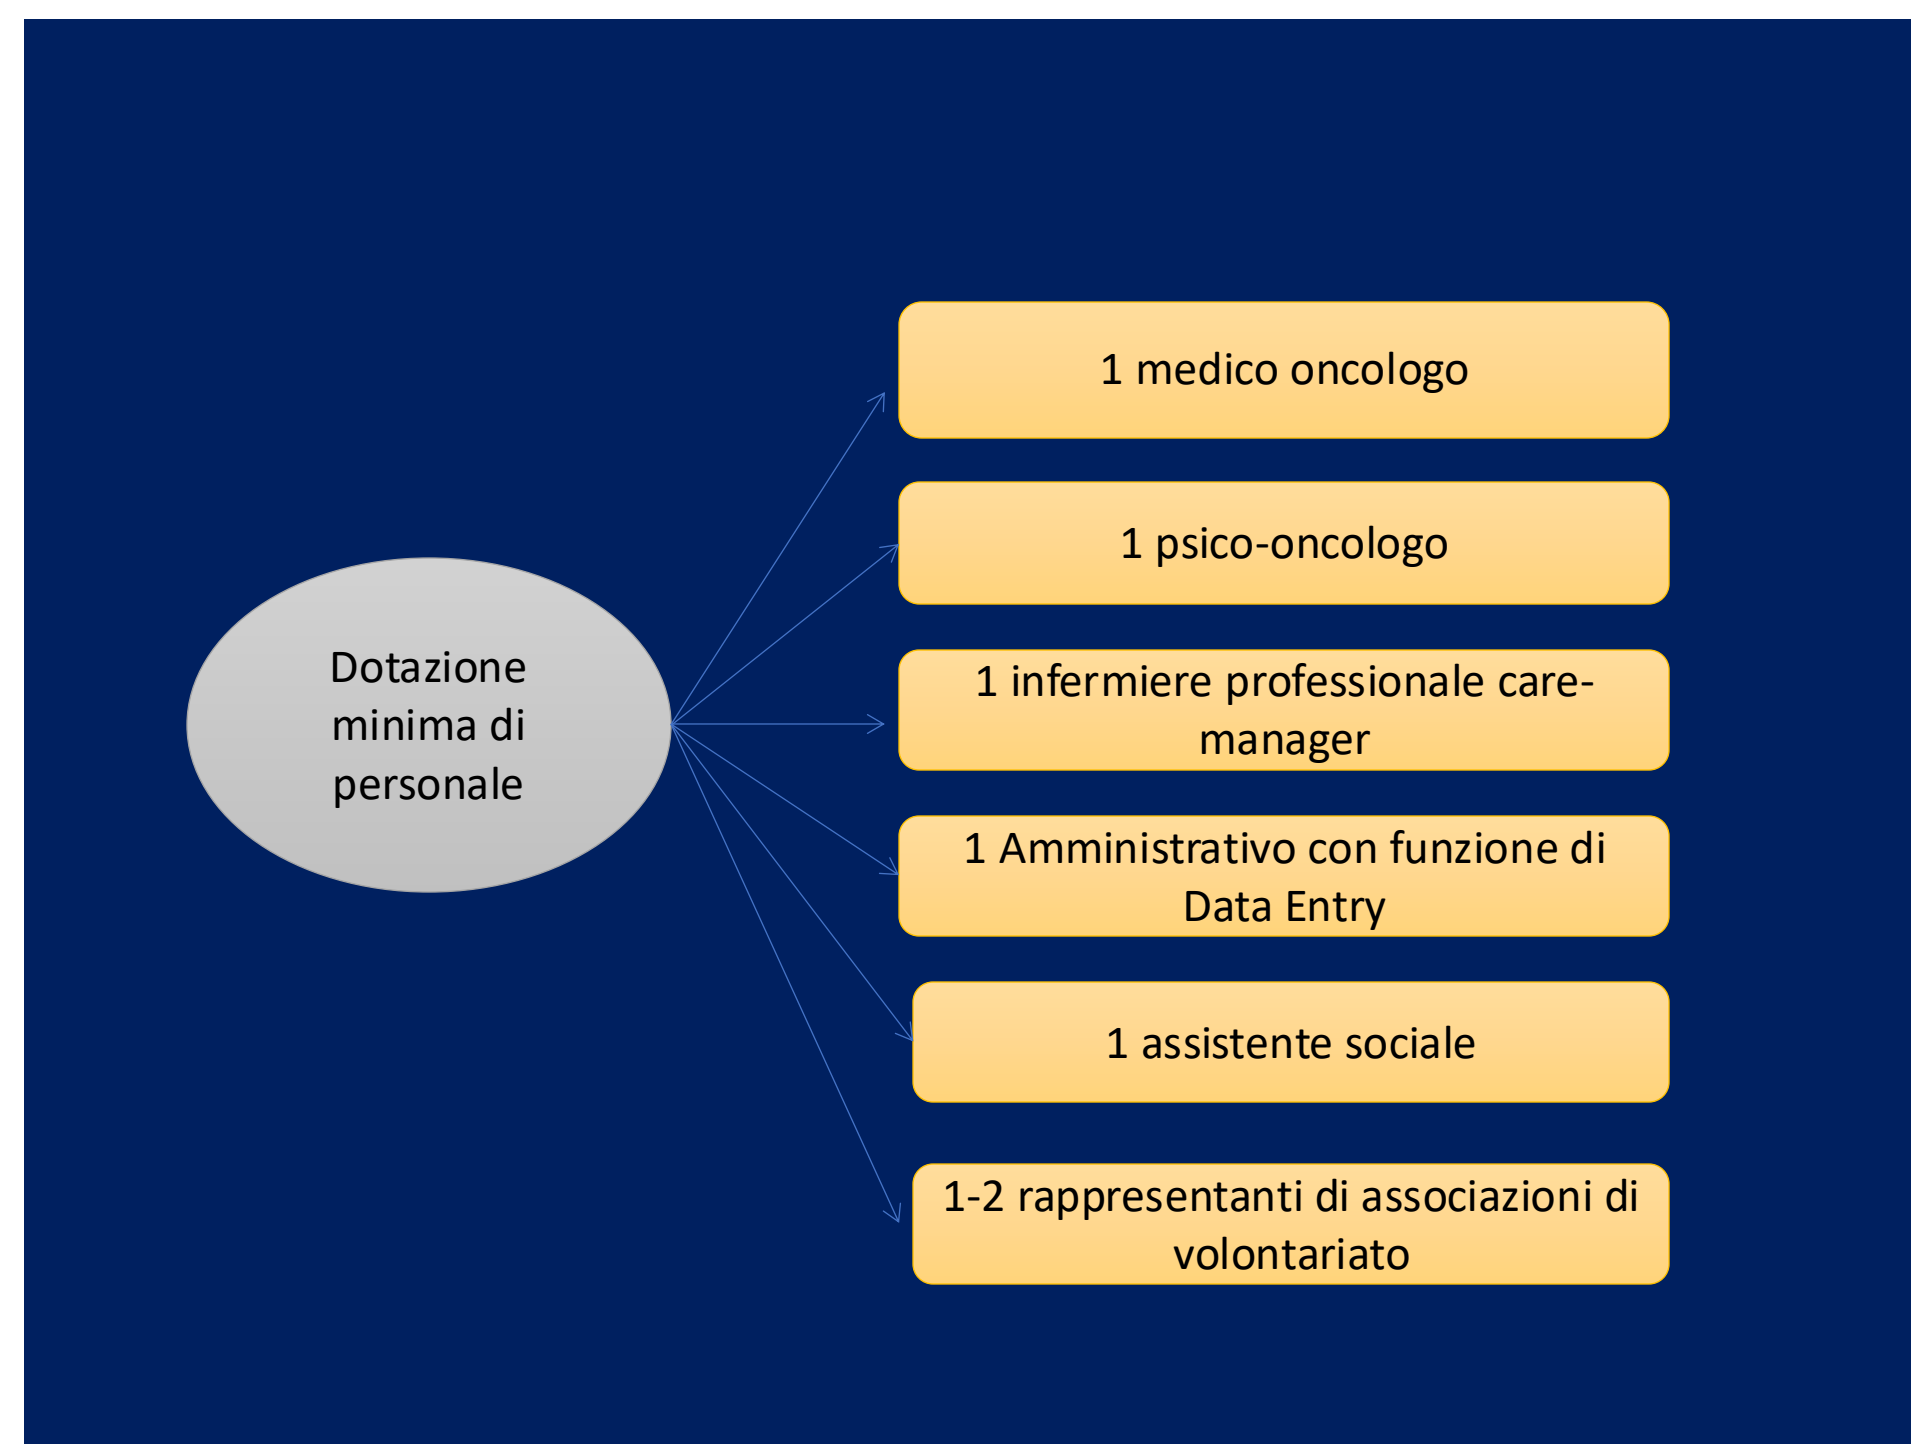 Dotazione
minima di
personale
1 medico oncologo
1 psico-oncologo
1 infermiere professionale care-
manager
1 Amministrativo con funzione di
Data Entry
1 assistente sociale
1-2 rappresentanti di associazioni di
volontariato